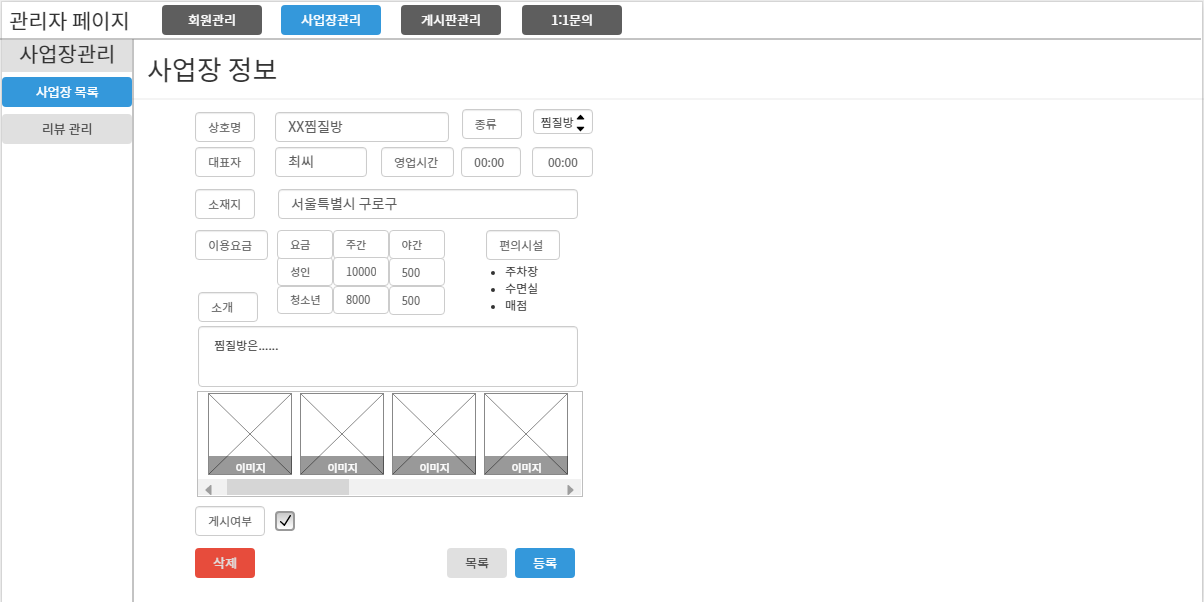 관리자 페이지 회원관리 사업장관리 게시판관리 1:1문의
사업장관리
사업장 목록
리뷰 관리
사업장 정보
상호명 XX찜질방 종류 찜질방
대표자 최씨 영업시간 00:00 00:00
소재지 서울특별시 구로구
이용요금 요금 주간 야간 편의시설
성인 10000 500
청소년 8000 500
주차장
수면실
매점
소개
찜질방은......
이미지 이미지 이미지 이미지
게시여부
삭제 목록 등록